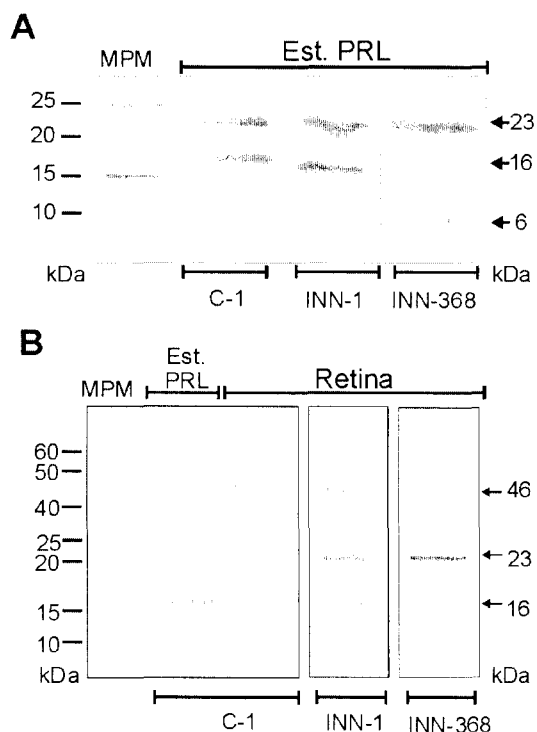 A
MPM
Est. PRL
25
20
15
10
kDa
23
16
6
kDa
C-1
INN-1
INN-368
B
MPM
Est.
PRL
Retina
60
50
40
25
20
15
10
kDa
46
23
16
kDa
C-1
INN-1
INN-368